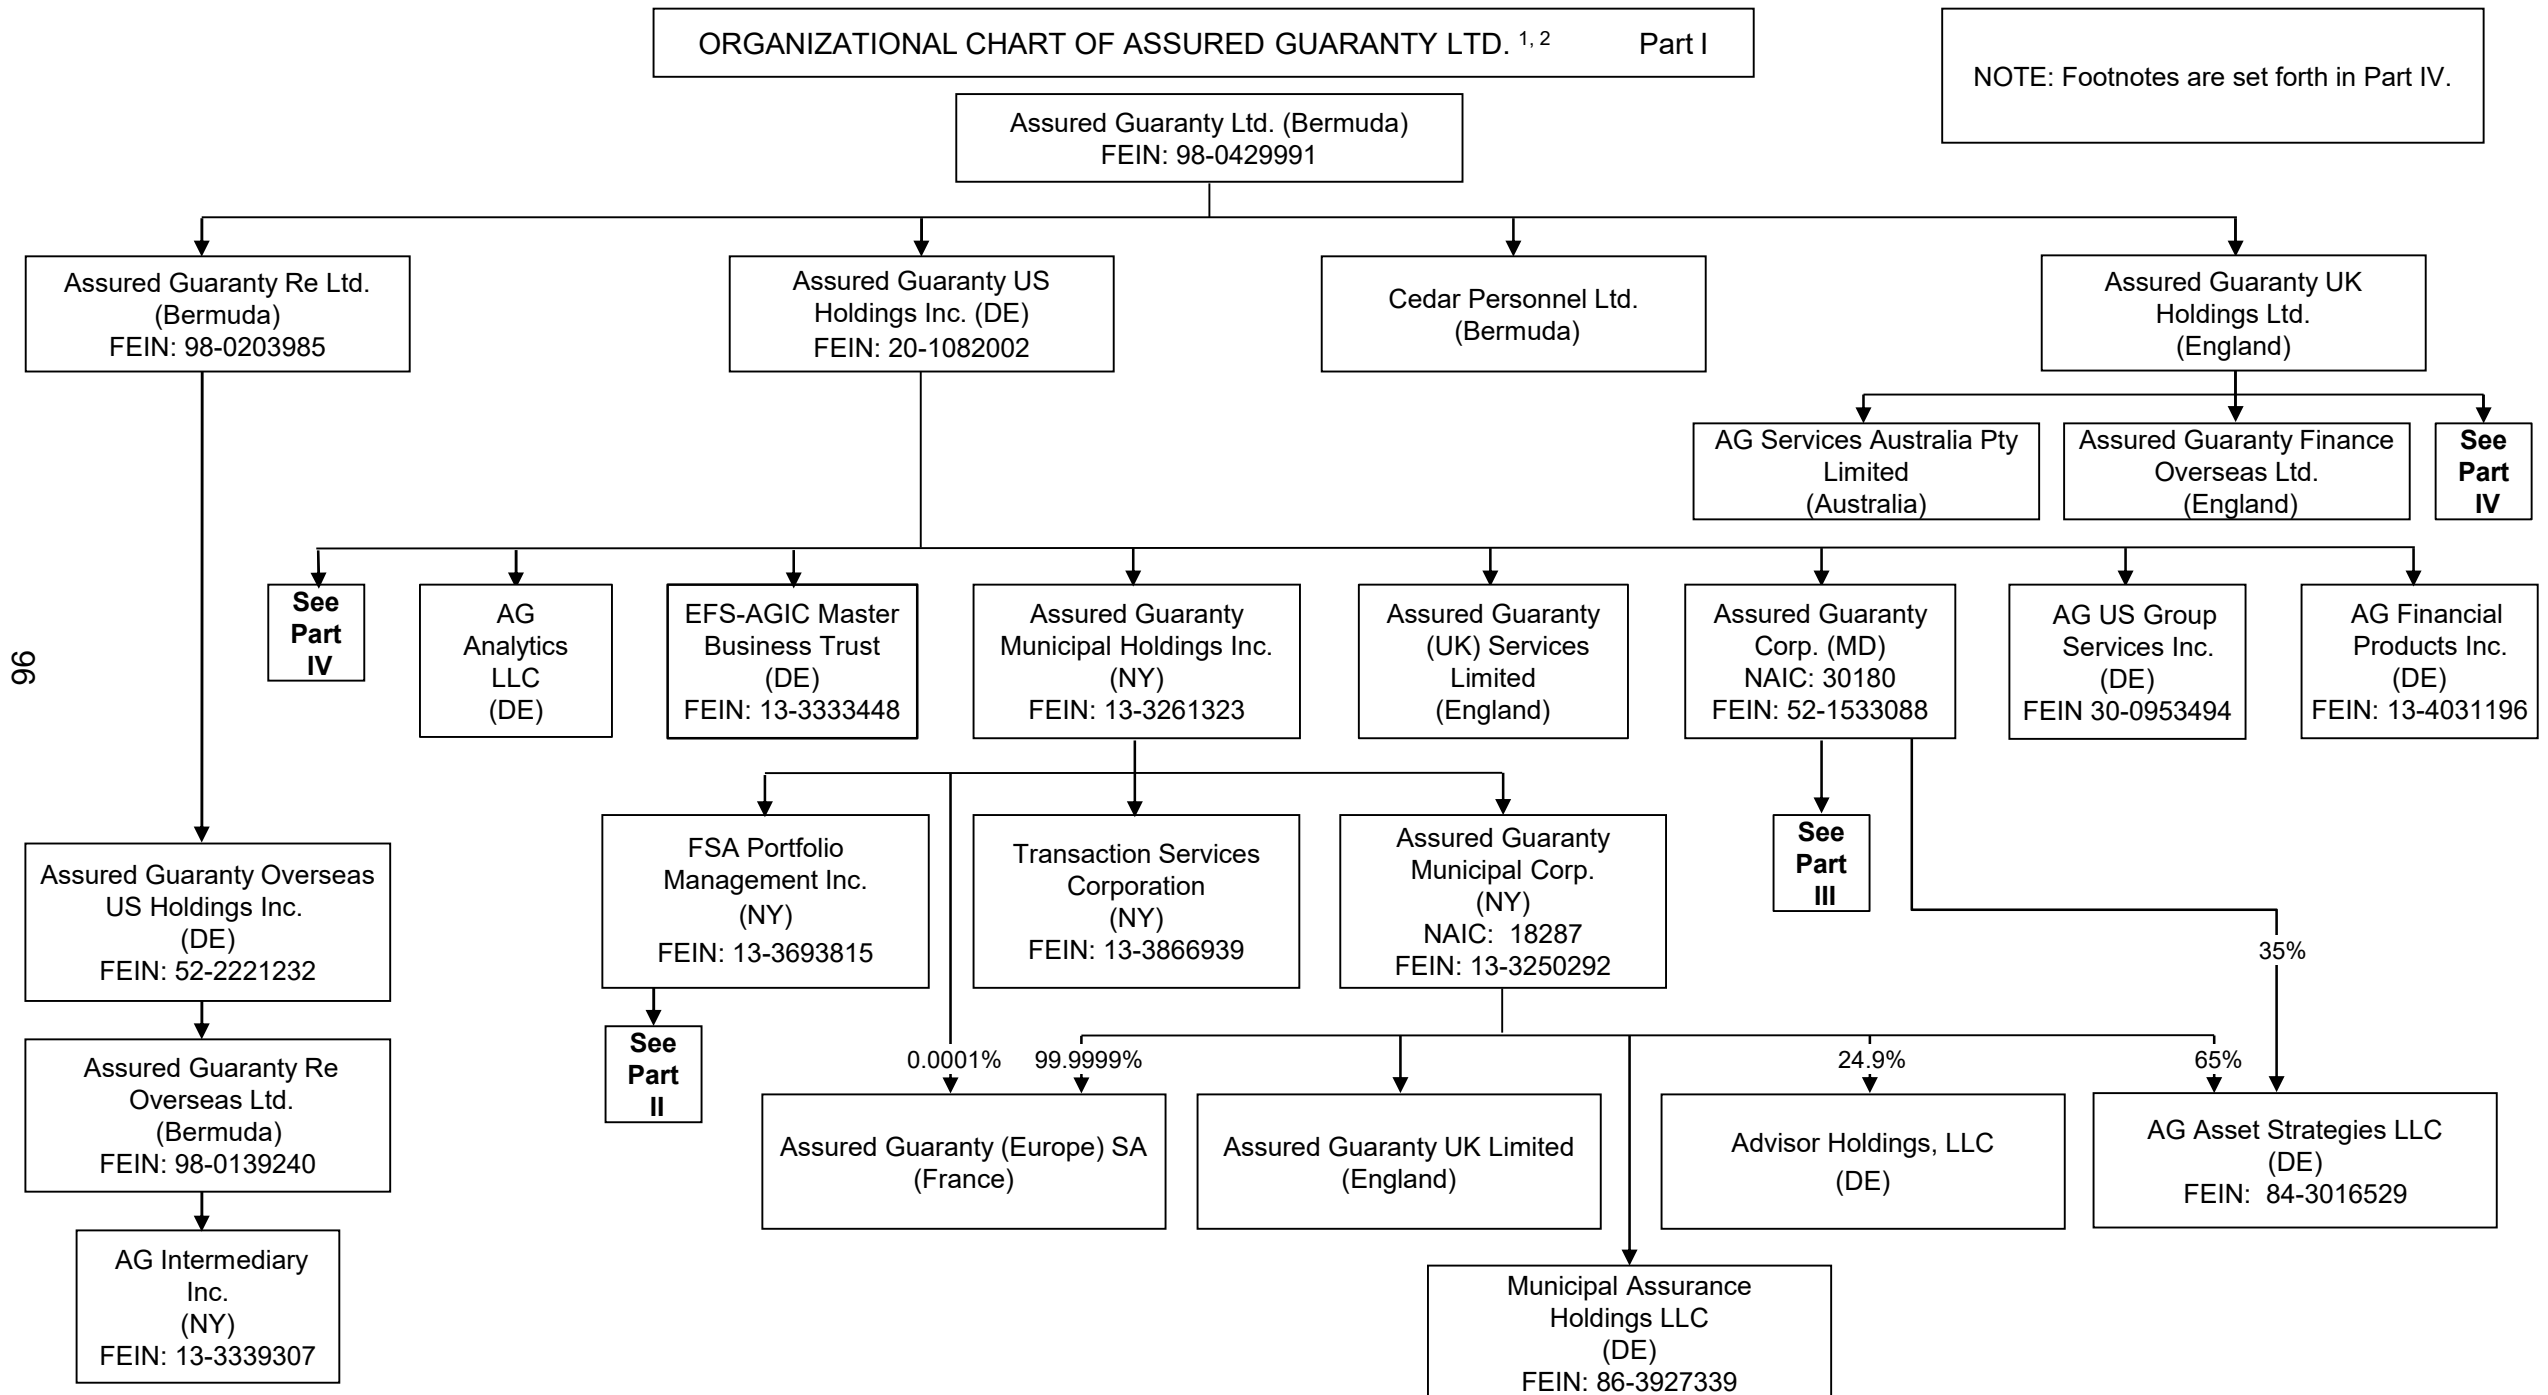 ORGANIZATIONAL CHART OF ASSURED GUARANTY LTD. 1, 2 Part I
NOTE: Footnotes are set forth in Part IV.
Assured Guaranty Ltd. (Bermuda)
FEIN: 98-0429991
Assured Guaranty Re Ltd.
(Bermuda)
FEIN: 98-0203985
Assured Guaranty US
Holdings Inc. (DE)
FEIN: 20-1082002
Cedar Personnel Ltd.
(Bermuda)
Assured Guaranty UK
Holdings Ltd.
(England)
AG Services Australia Pty
Limited
(Australia)
Assured Guaranty Finance
Overseas Ltd.
(England)
See
Part
IV
See
Part
IV
AG
Analytics
LLC
(DE)
EFS-AGIC Master
Business Trust
(DE)
FEIN: 13-3333448
Assured Guaranty
Municipal Holdings Inc.
(NY)
FEIN: 13-3261323
Assured Guaranty
(UK) Services
Limited
(England)
Assured Guaranty
Corp. (MD)
NAIC: 30180
FEIN: 52-1533088
AG US Group
Services Inc.
(DE)
FEIN 30-0953494
AG Financial
Products Inc.
(DE)
FEIN: 13-4031196
96
Assured Guaranty Overseas
US Holdings Inc.
(DE)
FEIN: 52-2221232
FSA Portfolio
Management Inc.
(NY)
FEIN: 13-3693815
Transaction Services
Corporation
(NY)
FEIN: 13-3866939
Assured Guaranty
Municipal Corp.
(NY)
NAIC: 18287
FEIN: 13-3250292
See
Part
III
35%
Assured Guaranty Re
Overseas Ltd.
(Bermuda)
FEIN: 98-0139240
See
Part
II
0.0001%
99.9999%
24.9%
65%
Assured Guaranty (Europe) SA
(France)
Assured Guaranty UK Limited
(England)
Advisor Holdings, LLC
(DE)
AG Asset Strategies LLC
(DE)
FEIN: 84-3016529
AG Intermediary
Inc.
(NY)
FEIN: 13-3339307
Municipal Assurance
Holdings LLC
(DE)
FEIN: 86-3927339